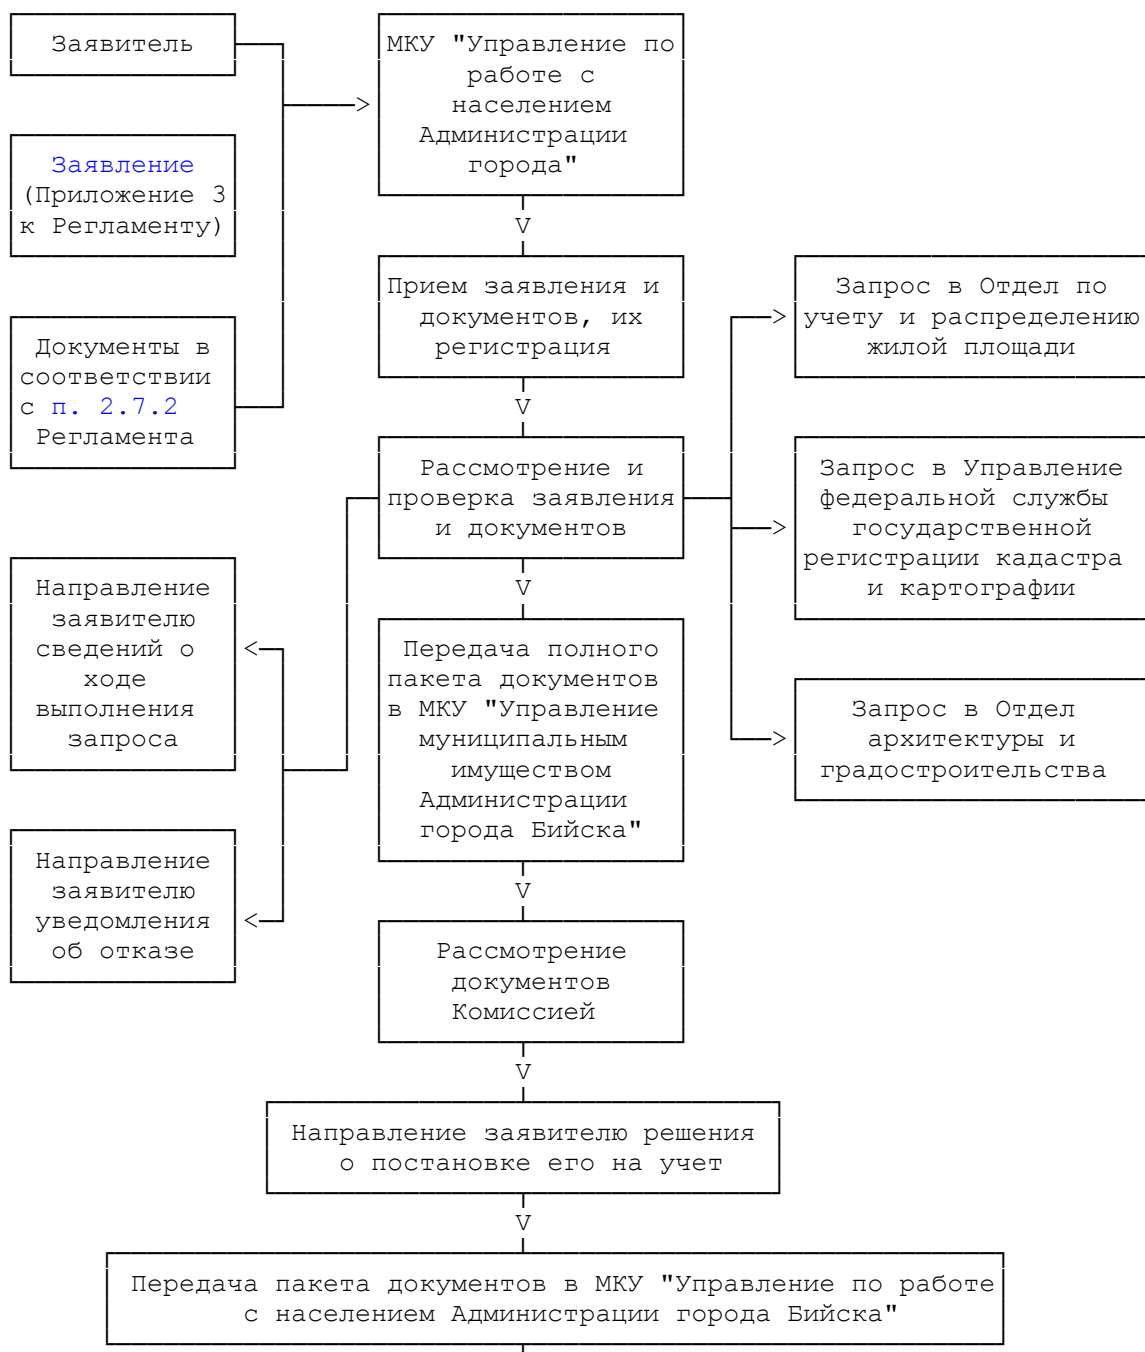 Заявитель
МКУ "Управление по
работе с
населением
Администрации
города"
Заявление
(Приложение 3
к Регламенту)
Прием заявления и
документов, их
регистрация
Запрос в Отдел по
учету и распределению
жилой площади
Документы в
соответствии
с п. 2.7.2
Регламента
Рассмотрение и
проверка заявления
и документов
Запрос в Управление
федеральной службы
государственной
регистрации кадастра
и картографии
Направление
заявителю
сведений о
ходе
выполнения
запроса
Передача полного
пакета документов
в МКУ "Управление
муниципальным
имуществом
Администрации
города Бийска"
Запрос в Отдел
архитектуры и
градостроительства
Направление
заявителю
уведомления
об отказе
Рассмотрение
документов
Комиссией
Направление заявителю решения
о постановке его на учет
Передача пакета документов в МКУ "Управление по работе
с населением Администрации города Бийска"